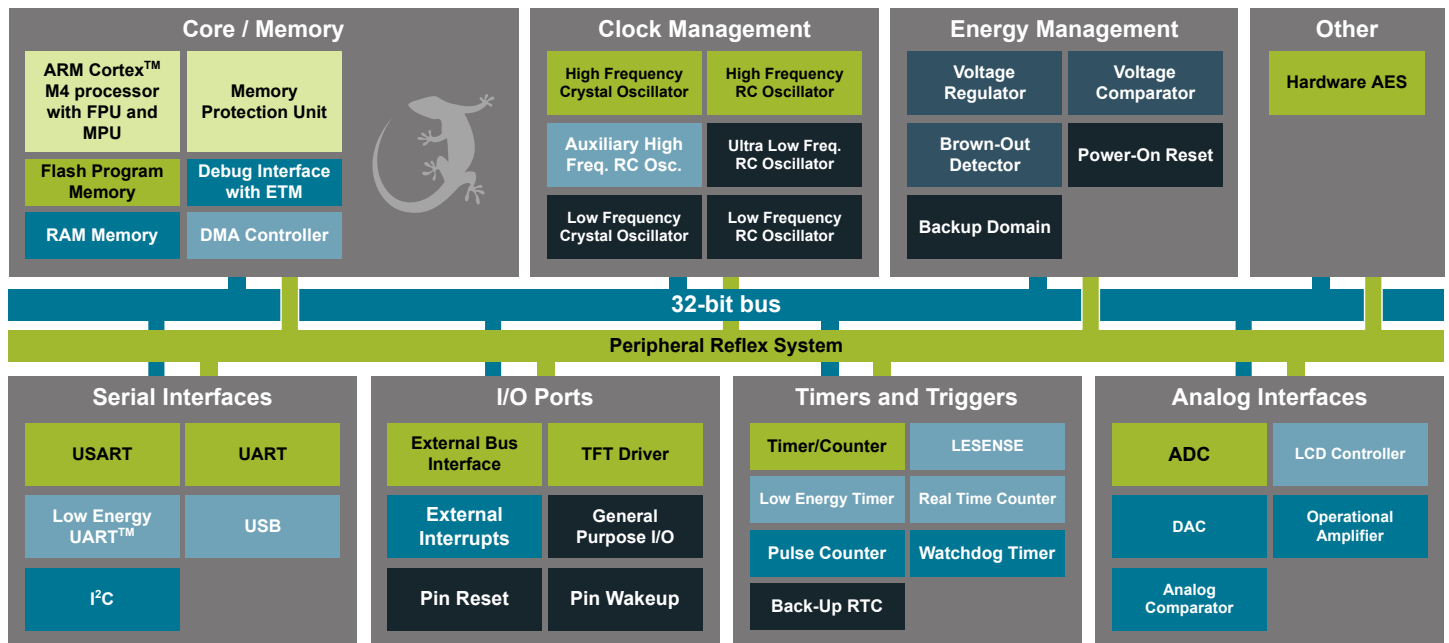 Core / Memory
ARM Cortex™
M4 processor
with FPU and
MPU
Memory
Protection Unit
Flash Program
Memory
Debug Interface
with ETM
RAM Memory
DMA Controller
Clock Management
High Frequency
Crystal Oscillator
High Frequency
RC Oscillator
Auxiliary High
Freq. RC Osc.
Ultra Low Freq.
RC Oscillator
Low Frequency
Crystal Oscillator
Low Frequency
RC Oscillator
Energy Management
Voltage
Regulator
Voltage
Comparator
Brown-Out
Detector
Power-On Reset
Backup Domain
Other
Hardware AES
32-bit bus
Peripheral Reflex System
Serial Interfaces
USART
UART
Low Energy
UART™
USB
I²C
I/O Ports
External Bus
Interface
TFT Driver
External
Interrupts
General
Purpose I/O
Pin Reset
Pin Wakeup
Timers and Triggers
Timer/Counter
LESENSE
Low Energy Timer
Real Time Counter
Pulse Counter
Watchdog Timer
Back-Up RTC
Analog Interfaces
ADC
LCD Controller
DAC
Operational
Amplifier
Analog
Comparator